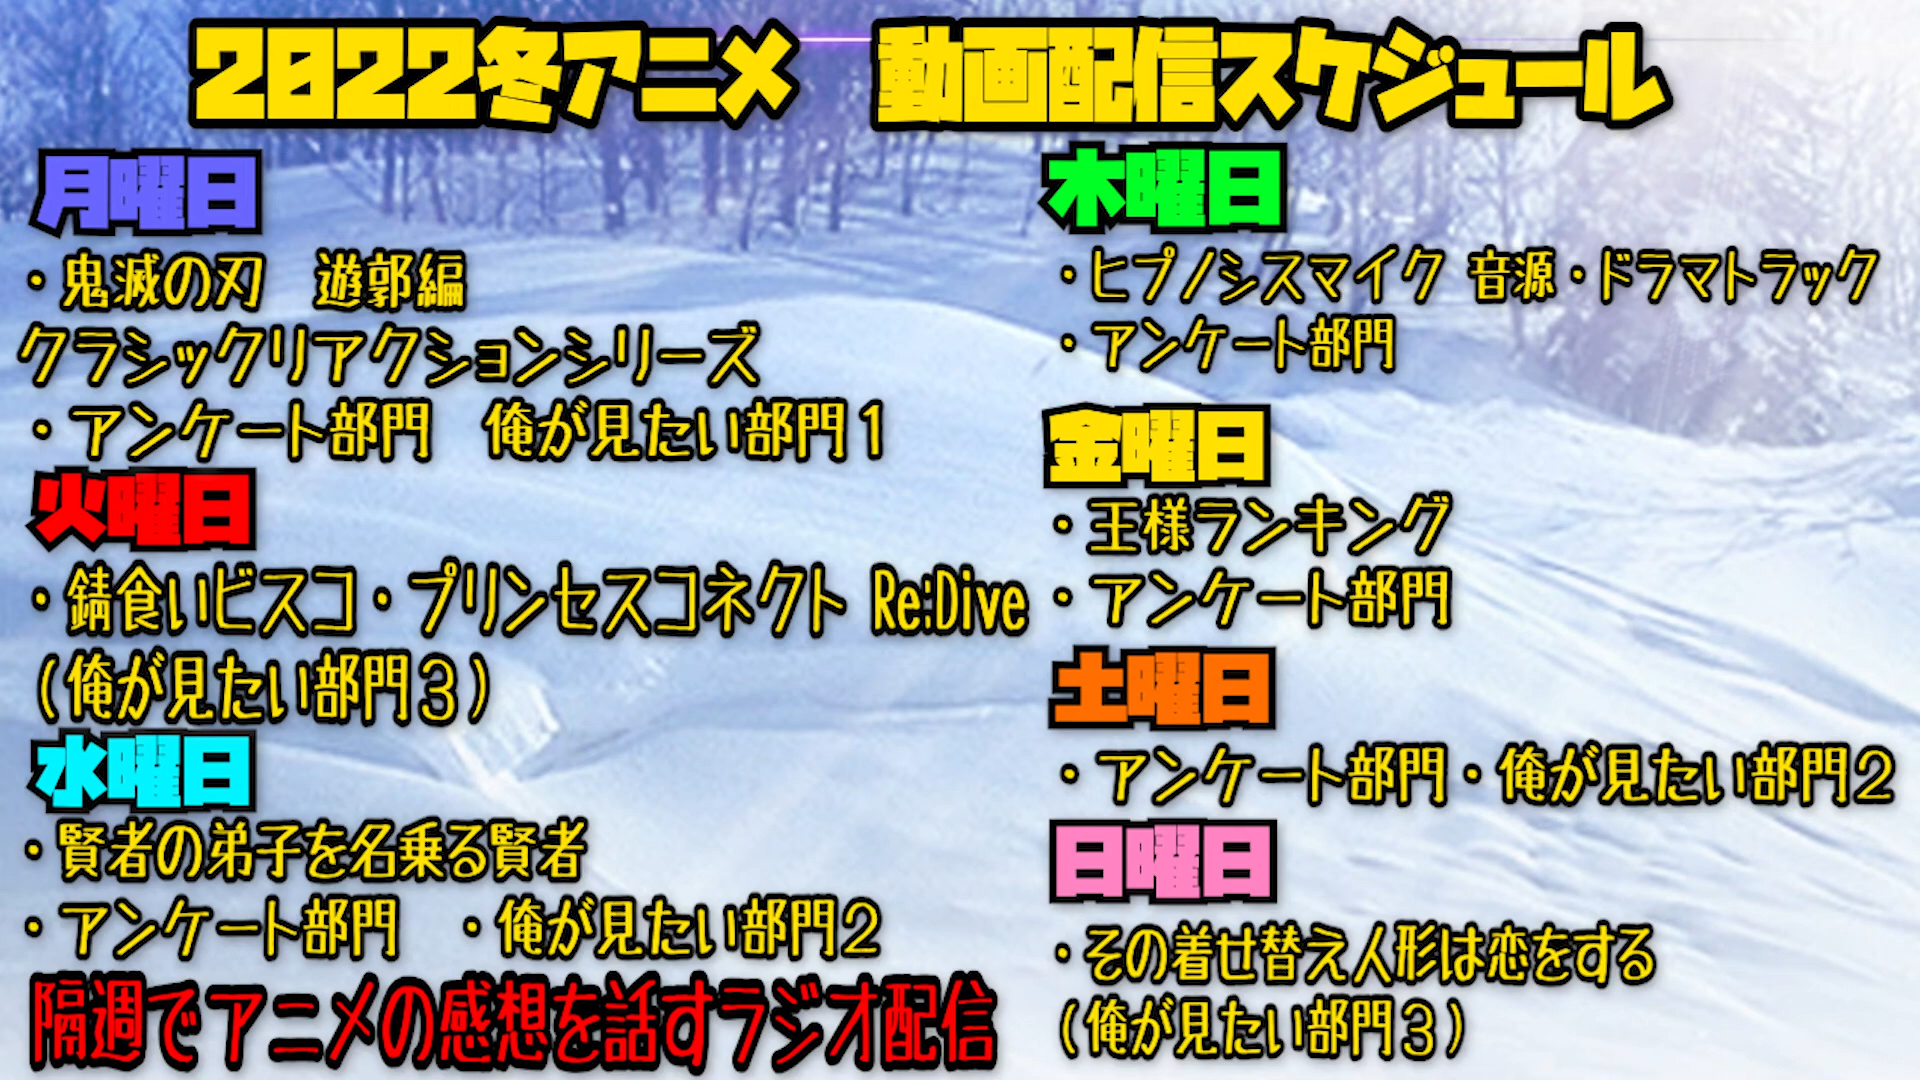 2022冬アニメ　動画配信スケジュール
月曜日
・鬼滅の刃　遊郭編
クラシックリアクションシリーズ
・アンケート部門　俺が見たい部門1
火曜日
・錆食いビスコ・プリンセスコネクト Re:Dive
(俺が見たい部門3)
水曜日
・賢者の弟子を名乗る賢者
・アンケート部門　・俺が見たい部門2
隔週でアニメの感想を話すラジオ配信
木曜日
・ヒプノシスマイク 音源・ドラマトラック
・アンケート部門
金曜日
・王様ランキング
・アンケート部門
土曜日
・アンケート部門・俺が見たい部門2
日曜日
・その着せ替え人形は恋をする
(俺が見たい部門3)